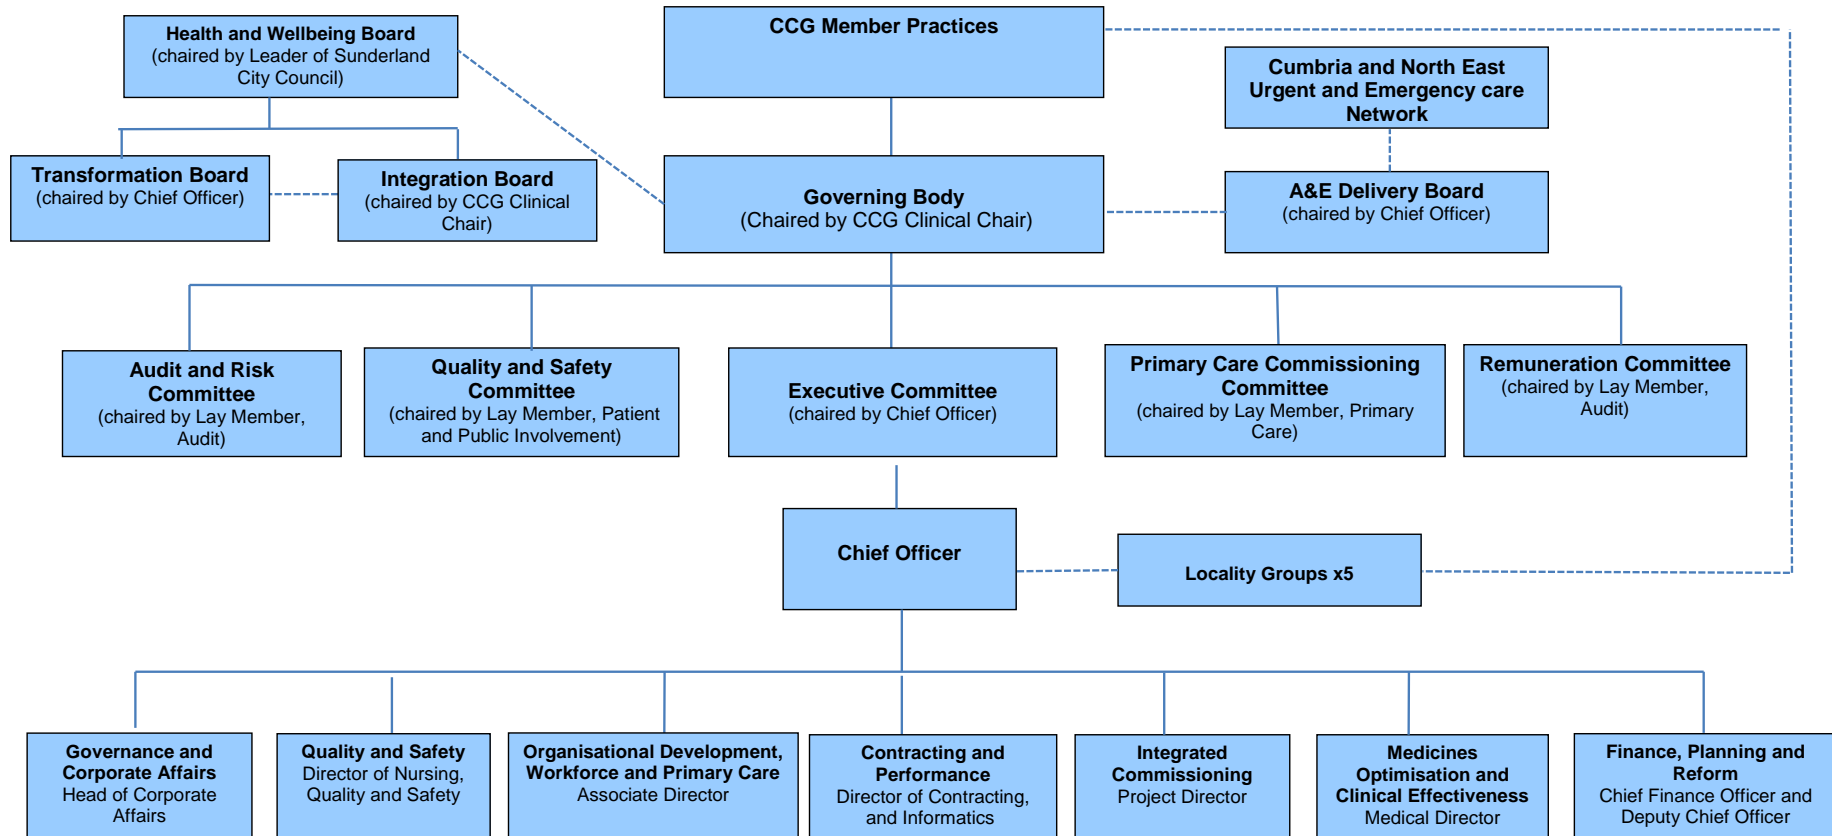 Health and Wellbeing Board
(chaired by Leader of Sunderland
City Council)
CCG Member Practices
Cumbria and North East
Urgent and Emergency care
Network
Transformation Board
(chaired by Chief Officer)
Integration Board
(chaired by CCG Clinical
Chair)
Governing Body
(Chaired by CCG Clinical Chair)
A&E Delivery Board
(chaired by Chief Officer)
Audit and Risk
Committee
(chaired by Lay Member,
Audit)
Quality and Safety
Committee
(chaired by Lay Member, Patient
and Public Involvement)
Executive Committee
(chaired by Chief Officer)
Primary Care Commissioning
Committee
(chaired by Lay Member, Primary
Care)
Remuneration Committee
(chaired by Lay Member,
Audit)
Chief Officer
Locality Groups x5
Governance and
Corporate Affairs
Head of Corporate
Affairs
Quality and Safety
Director of Nursing,
Quality and Safety
Organisational Development,
Workforce and Primary Care
Associate Director
Contracting and
Performance
Director of Contracting,
and Informatics
Integrated
Commissioning
Project Director
Medicines
Optimisation and
Clinical Effectiveness
Medical Director
Finance, Planning and
Reform
Chief Finance Officer and
Deputy Chief Officer